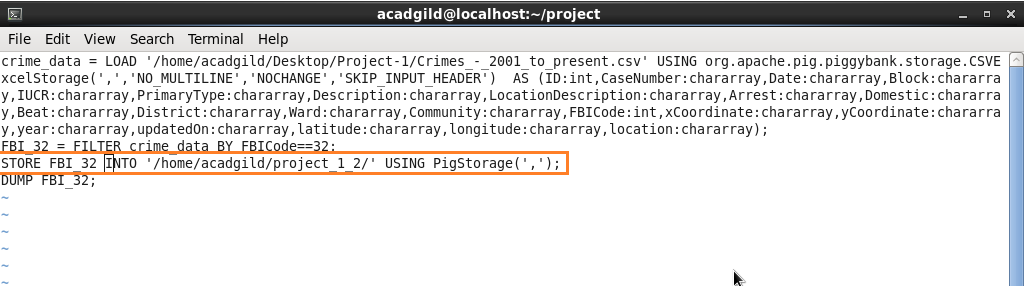 acadgild@localhost:~/project
File Edit View Search Terminal Help
crime_data = LOAD '/home/acadgild/Desktop/Project-1/Crimes_-_2001_to_present.csv' USING org.apache.pig.piggybank.storage.CSVE
xcelStorage(',','NO_MULTILINE','NOCHANGE','SKIP_INPUT_HEADER')  AS (ID:int,CaseNumber:chararray,Date:chararray,Block:chararra
y,IUCR:chararray,PrimaryType:chararray,Description:chararray,LocationDescription:chararray,Arrest:chararray,Domestic:chararra
y,Beat:chararray,District:chararray,Ward:chararray,Community:chararray,FBICode:int,xCoordinate:chararray,yCoordinate:chararra
y,year:chararray,updatedOn:chararray,latitude:chararray,longitude:chararray,location:chararray);
FBI_32 = FILTER crime_data BY FBICode==32;
STORE FBI_32 INTO '/home/acadgild/project_1_2/' USING PigStorage(',');
DUMP FBI_32;
~
~
~
~
~
~